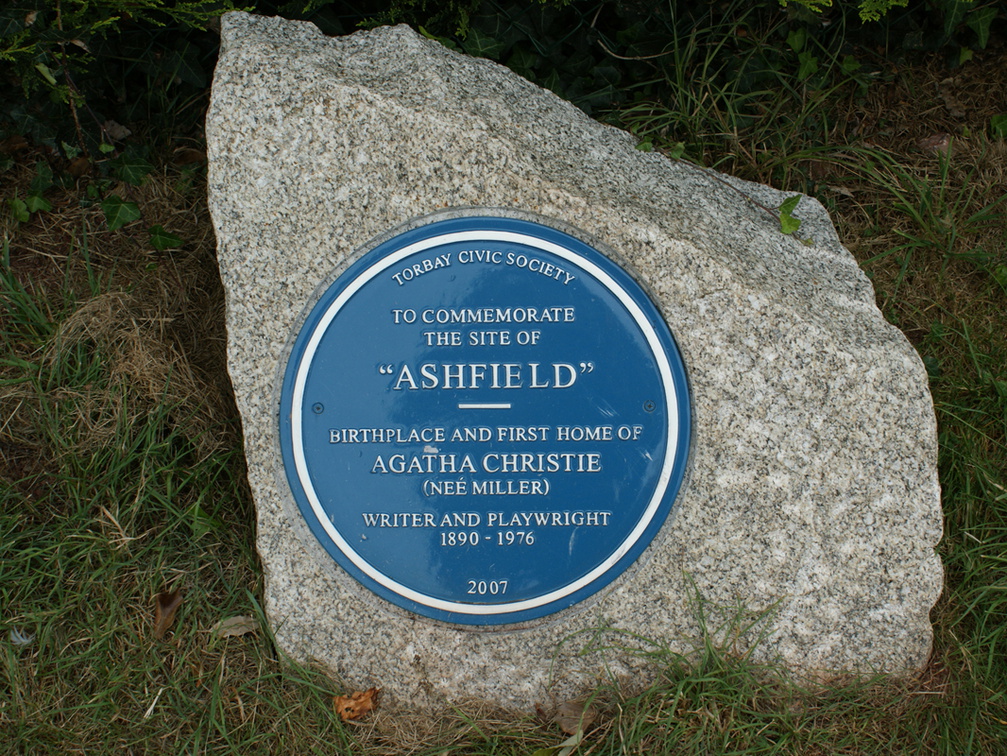 TORBAY CIVIC SOCIETY
TO COMMEMORATE
THE SITE OF
“ASHFIELD”
BIRTHPLACE AND FIRST HOME OF
AGATHA CHRISTIE
(NEÉ MILLER)
WRITER AND PLAYWRIGHT
1890 - 1976
2007